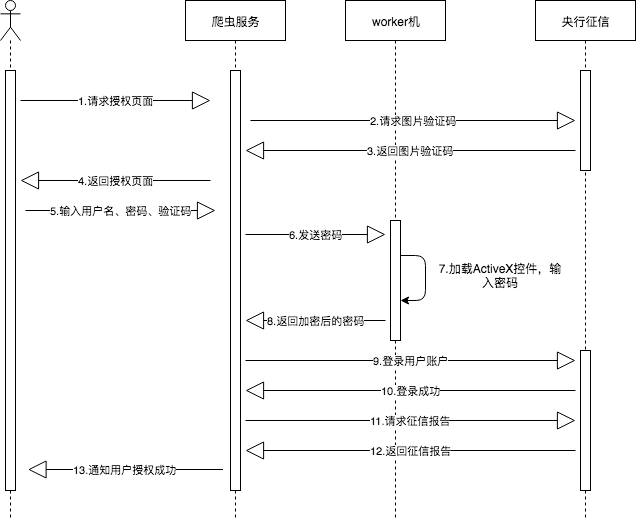 爬虫服务
worker机
央行征信
1.请求授权页面
2.请求图片验证码
3.返回图片验证码
4.返回授权页面
5.输入用户名、密码、验证码
6.发送密码
7.加载ActiveX控件，输
入密码
8.返回加密后的密码
9.登录用户账户
10.登录成功
11.请求征信报告
12.返回征信报告
13.通知用户授权成功